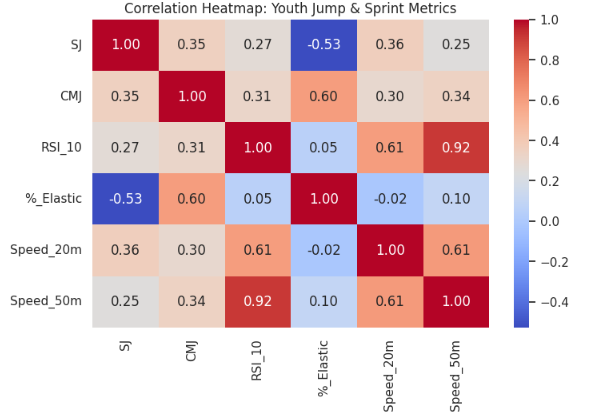 Correlation Heatmap: Youth Jump & Sprint Metrics
SJ 1.00 0.35 0.27 -0.53 0.36 0.25
CMJ 0.35 1.00 0.31 0.60 0.30 0.34
RSI_10 0.27 0.31 1.00 0.05 0.61 0.92
%_Elastic -0.53 0.60 0.05 1.00 -0.02 0.10
Speed_20m 0.36 0.30 0.61 -0.02 1.00 0.61
Speed_50m 0.25 0.34 0.92 0.10 0.61 1.00
SJ CMJ RSI_10 %_Elastic Speed_20m Speed_50m
1.0
0.8
0.6
0.4
0.2
0.0
−0.2
−0.4